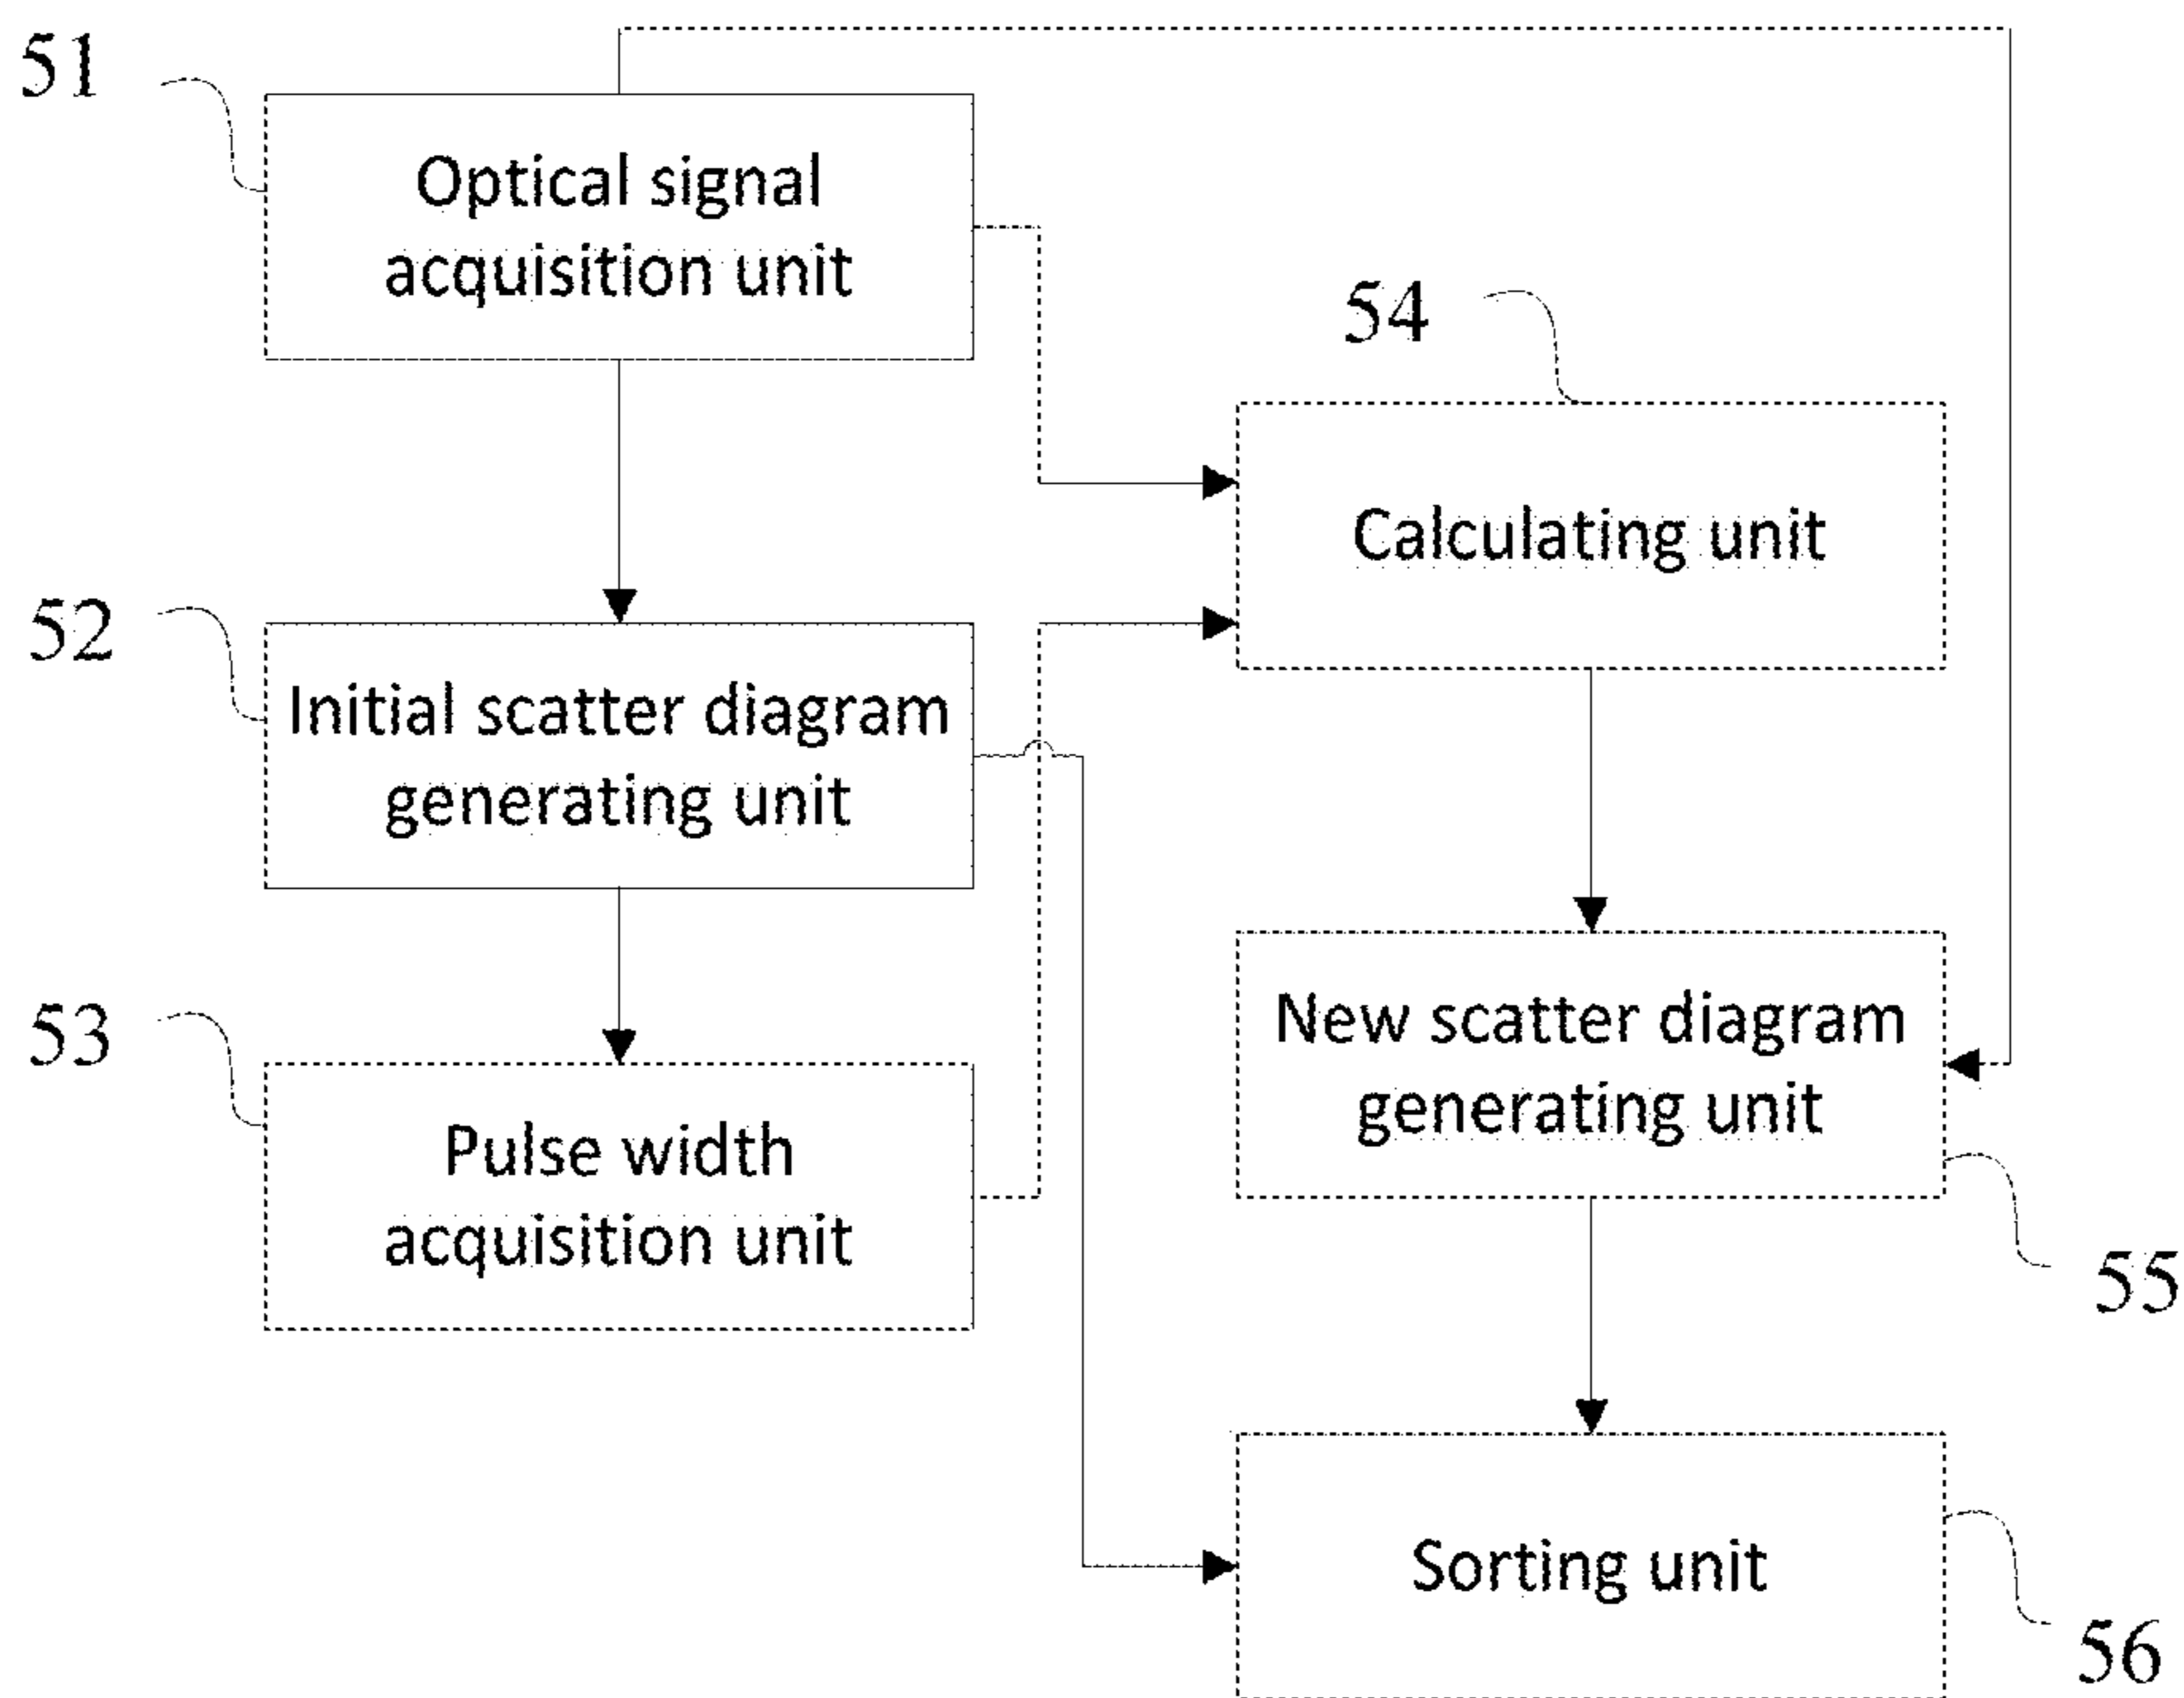 51
Optical signal
acquisition unit
54
Calculating unit
52
Initial scatter diagram
generating unit
New scatter diagram
generating unit
53
Pulse width
acquisition unit
55
Sorting unit
56